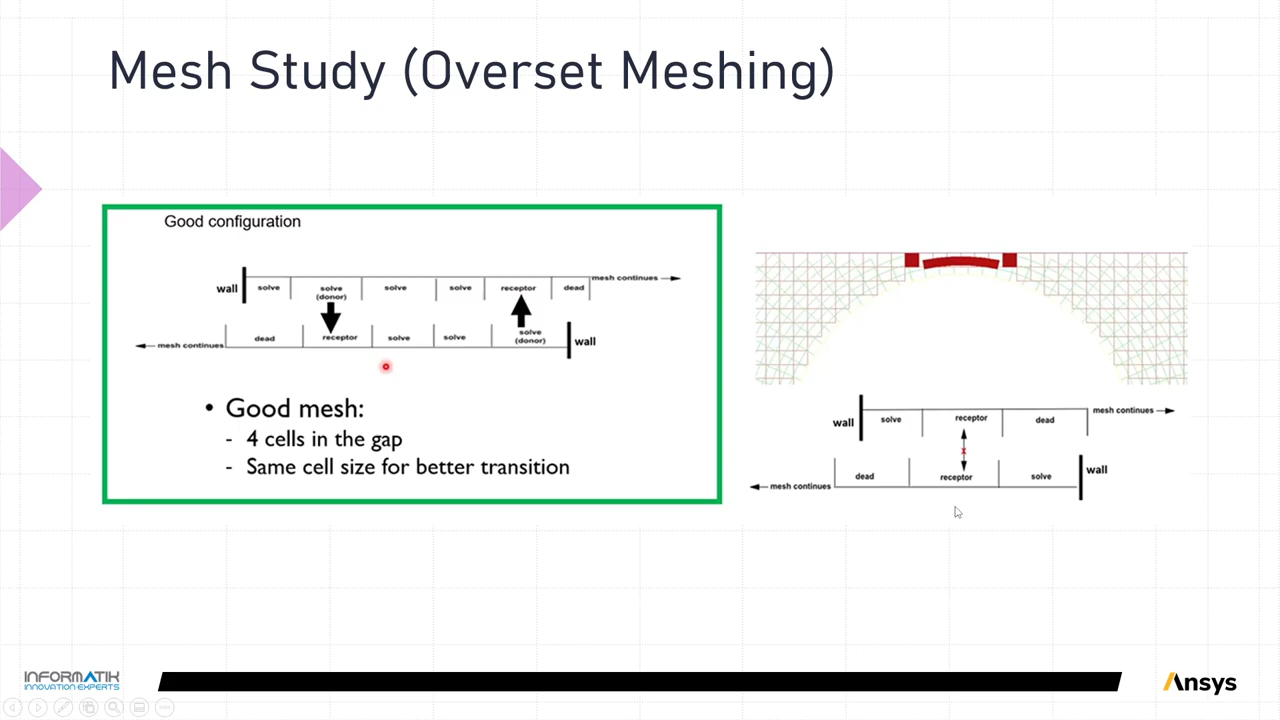 Mesh Study (Overset Meshing)
Good configuration
mesh continues
wall
solve
solve
(donor)
solve
solve
receptor
dead
mesh continues
dead
receptor
solve
solve
solve
(donor)
wall
• Good mesh:
- 4 cells in the gap
- Same cell size for better transition
wall
solve
receptor
dead
mesh continues
x
mesh continues
dead
receptor
solve
wall
INFORMATIK
INNOVATION EXPERTS
Ansys